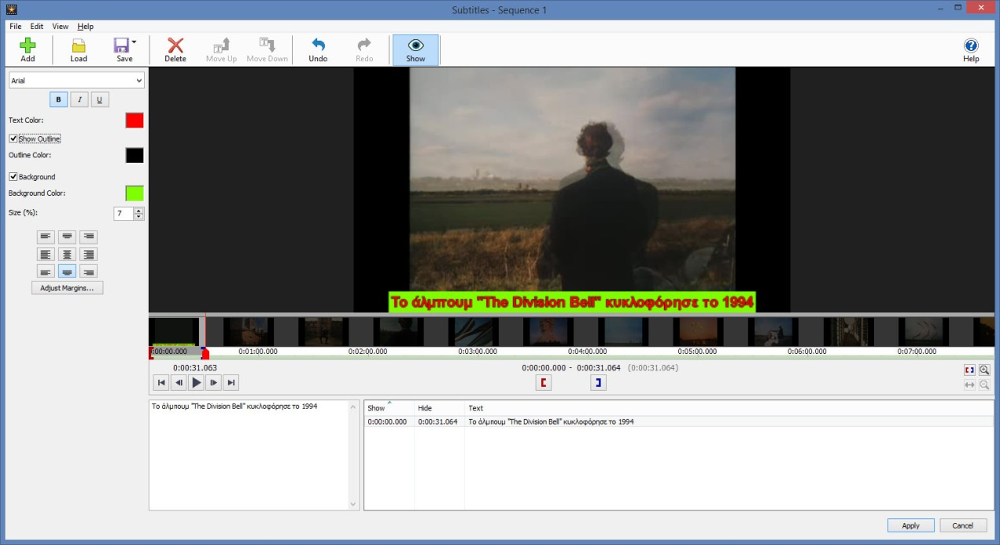 Subtitles - Sequence 1
File Edit View Help
Add Load Save Delete Move Up Move Down Undo Redo Show Help
Arial
B I U
Text Color:
Show Outline
Outline Color:
Background
Background Color:
Size (%): 7
Adjust Margins...
Το άλμπουμ "The Division Bell" κυκλοφόρησε το 1994
:00:00.000 0:01:00.000 0:02:00.000 0:03:00.000 0:04:00.000 0:05:00.000 0:06:00.000 0:07:00.000
0:00:31.063 0:00:00.000 - 0:00:31.064 (0:00:31.064)
Το άλμπουμ "The Division Bell" κυκλοφόρησε το 1994
Show Hide Text
0:00:00.000 0:00:31.064 Το άλμπουμ "The Division Bell" κυκλοφόρησε το 1994
Apply Cancel